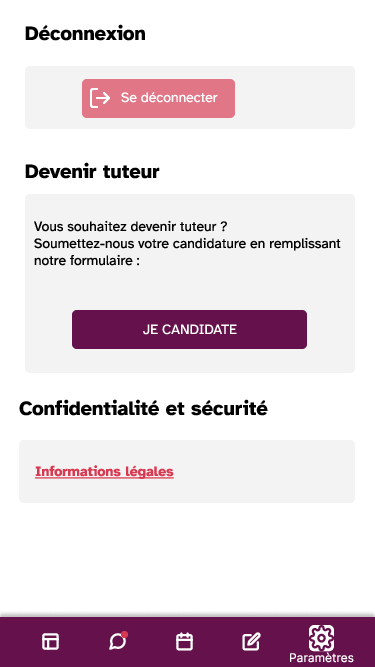 Déconnexion
Se déconnecter
Devenir tuteur
Vous souhaitez devenir tuteur ?
Soumettez-nous votre candidature en remplissant
notre formulaire :
JE CANDIDATE
Confidentialité et sécurité
Informations légales
Paramètres